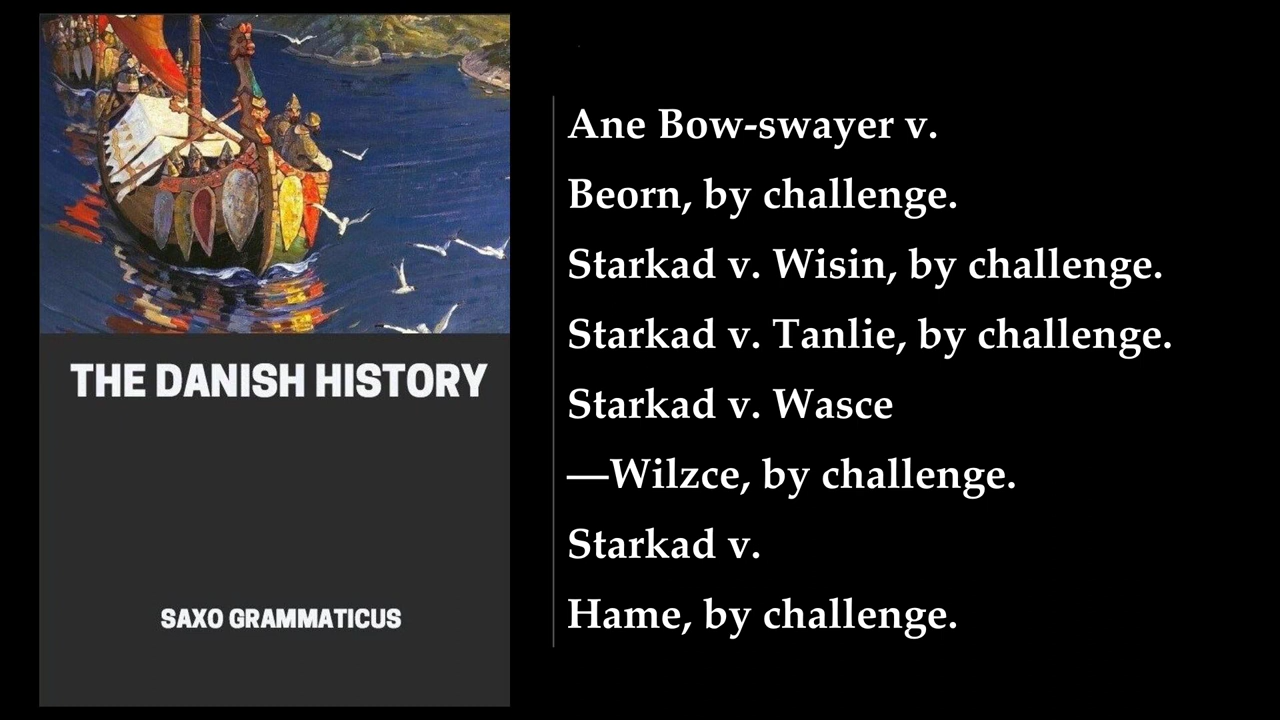 THE DANISH HISTORY
SAXO GRAMMATICUS
Ane Bow-swayer v.
Beorn, by challenge.
Starkad v. Wisin, by challenge.
Starkad v. Tanlie, by challenge.
Starkad v. Wasce
—Wilzce, by challenge.
Starkad v.
Hame, by challenge.